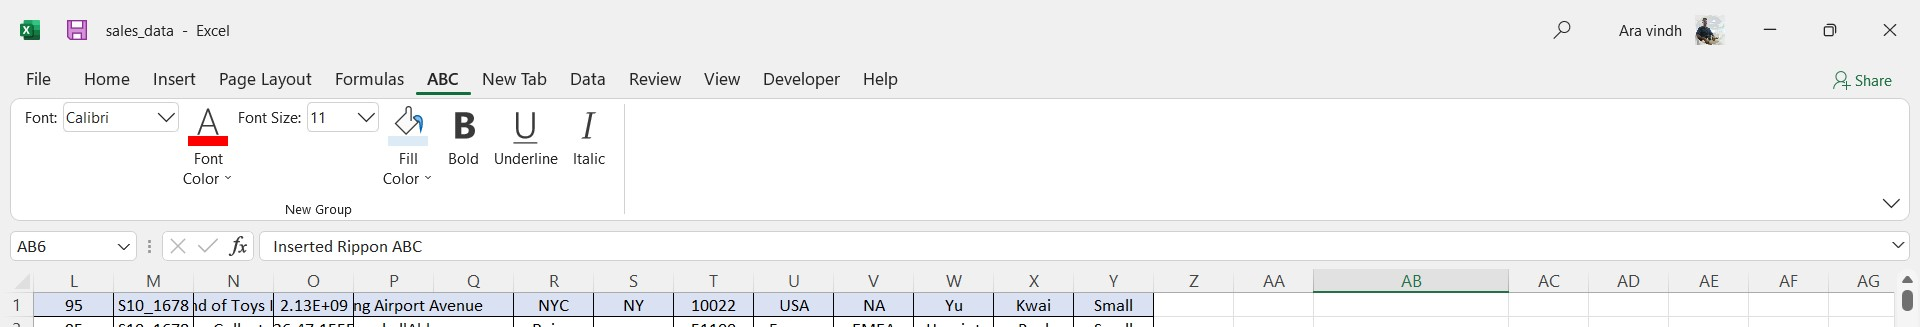 sales_data - Excel
Ara vindh
File Home Insert Page Layout Formulas ABC New Tab Data Review View Developer Help
Share
Font: Calibri
Font Size: 11
Font Color
Fill Color
Bold
Underline
Italic
New Group
AB6
fx
Inserted Rippon ABC
L M N O P Q R S T U V W X Y Z AA AB AC AD AE AF AG
1 95 S10_1678 nd of Toys I 2.13E+09 ng Airport Avenue NYC NY 10022 USA NA Yu Kwai Small